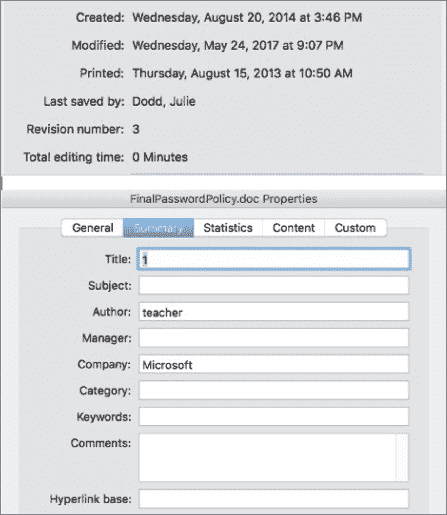 Created: Wednesday, August 20, 2014 at 3:46 PM
Modified: Wednesday, May 24, 2017 at 9:07 PM
Printed: Thursday, August 15, 2013 at 10:50 AM
Last saved by: Dodd, Julie
Revision number: 3
Total editing time: 0 Minutes
FinalPasswordPolicy.doc Properties
General Summary Statistics Content Custom
Title: 1
Subject:
Author: teacher
Manager:
Company: Microsoft
Category:
Keywords:
Comments:
Hyperlink base: